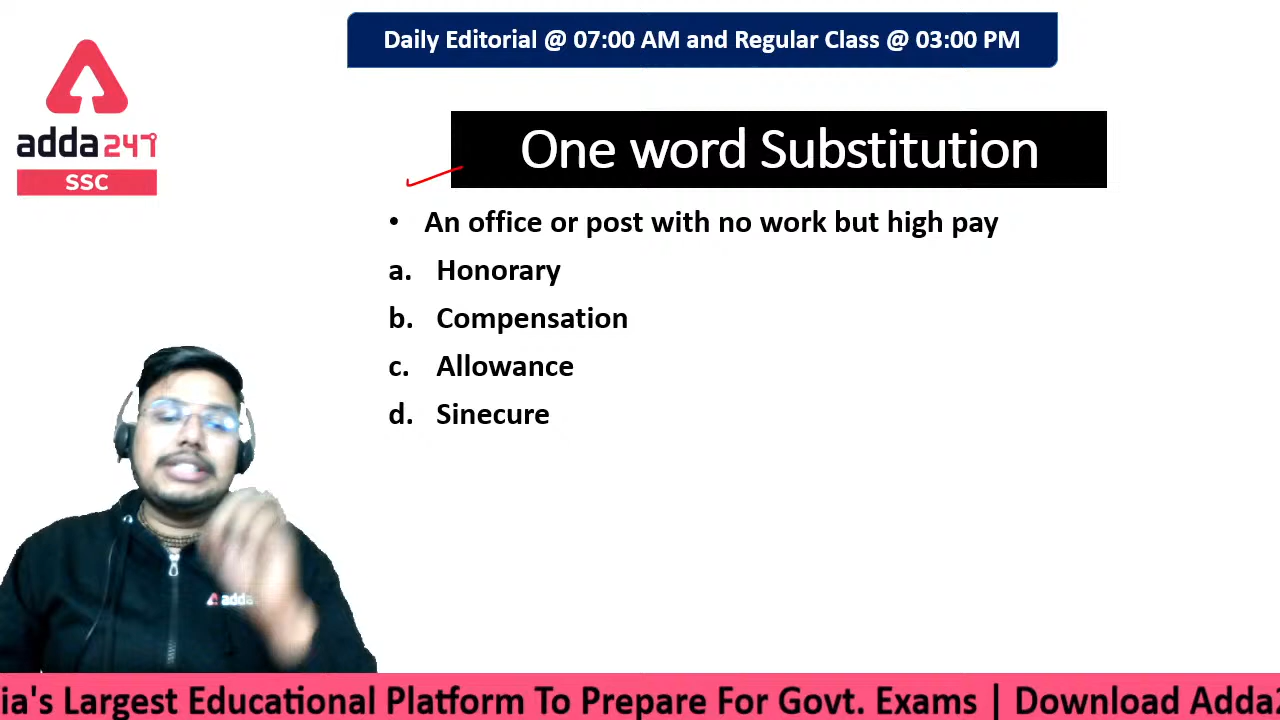 Daily Editorial @ 07:00 AM and Regular Class @ 03:00 PM
adda247
SSC
One word Substitution
• An office or post with no work but high pay
a. Honorary
b. Compensation
c. Allowance
d. Sinecure
adda
ia's Largest Educational Platform To Prepare For Govt. Exams | Download Adda2